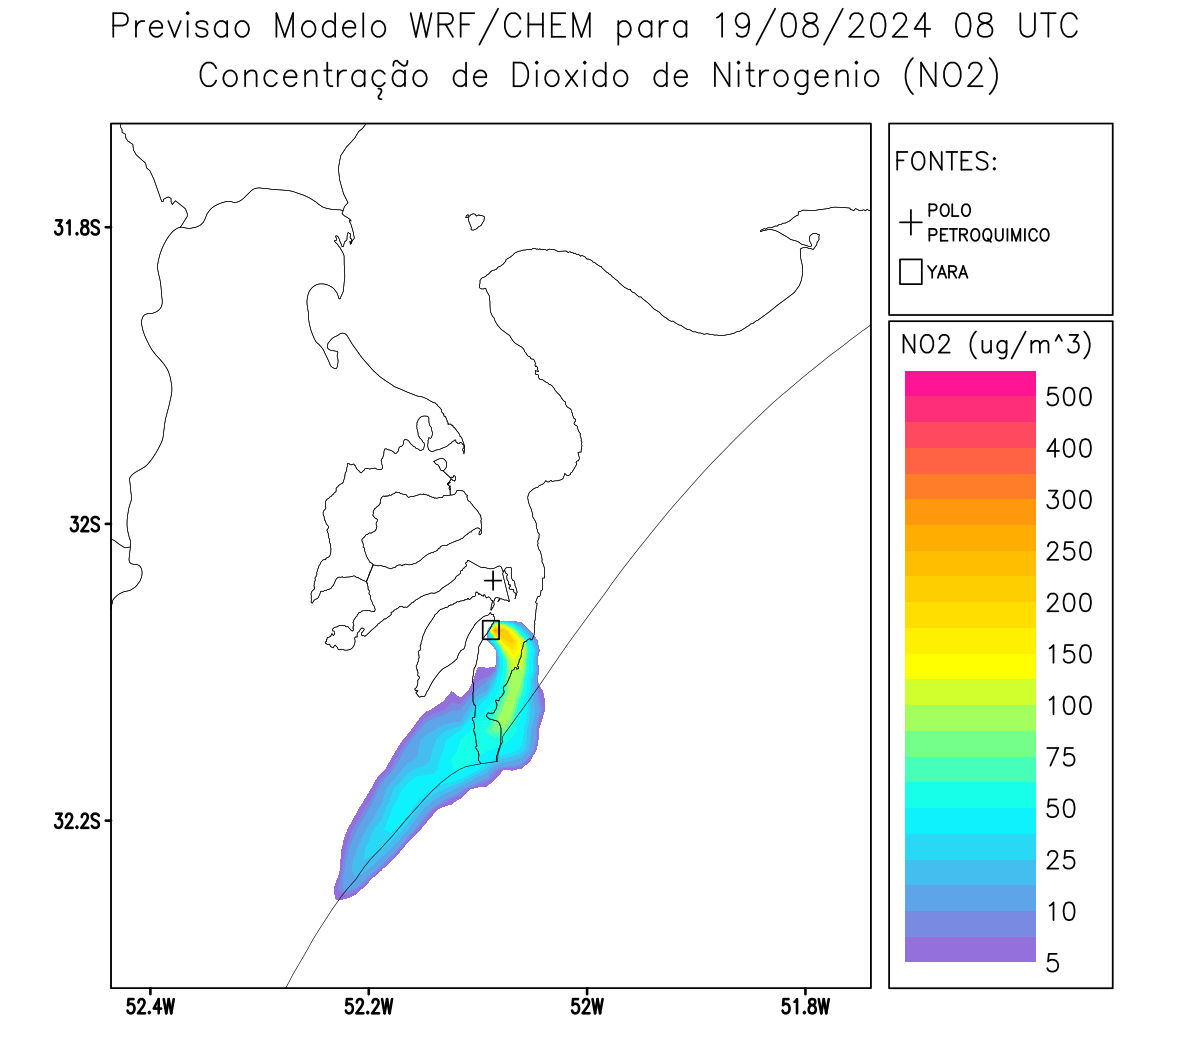 Previsao Modelo WRF/CHEM para 19/08/2024 08 UTC
Concentração de Dioxido de Nitrogenio (NO2)
FONTES:
POLO
PETROQUIMICO
YARA
NO2 (ug/m^3)
500
400
300
250
200
150
100
75
50
25
10
5
31.8S
32S
32.2S
52.4W
52.2W
52W
51.8W